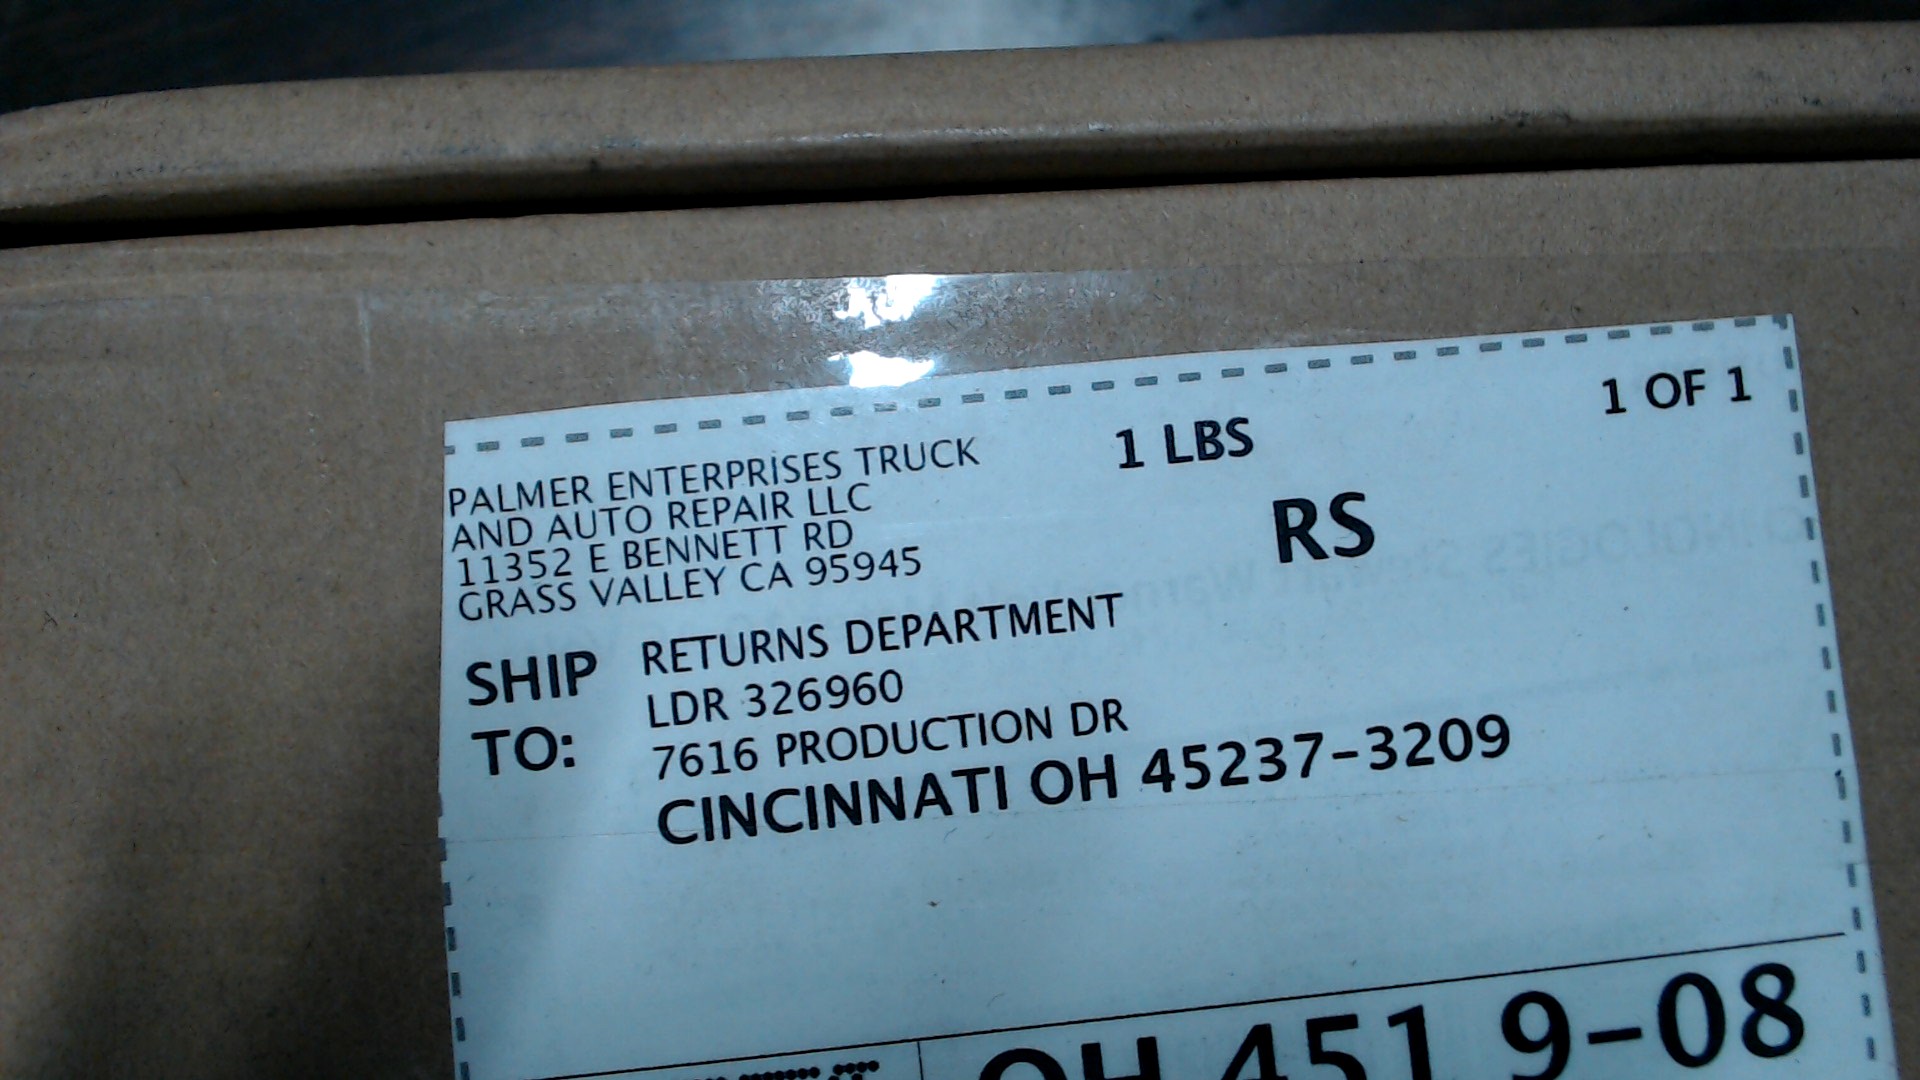 PALMER ENTERPRISES TRUCK
AND AUTO REPAIR LLC
11352 E BENNETT RD
GRASS VALLEY CA 95945
1 LBS
1 OF 1
RS
SHIP TO:
RETURNS DEPARTMENT
LDR 326960
7616 PRODUCTION DR
CINCINNATI OH 45237-3209
OH 451 9-08